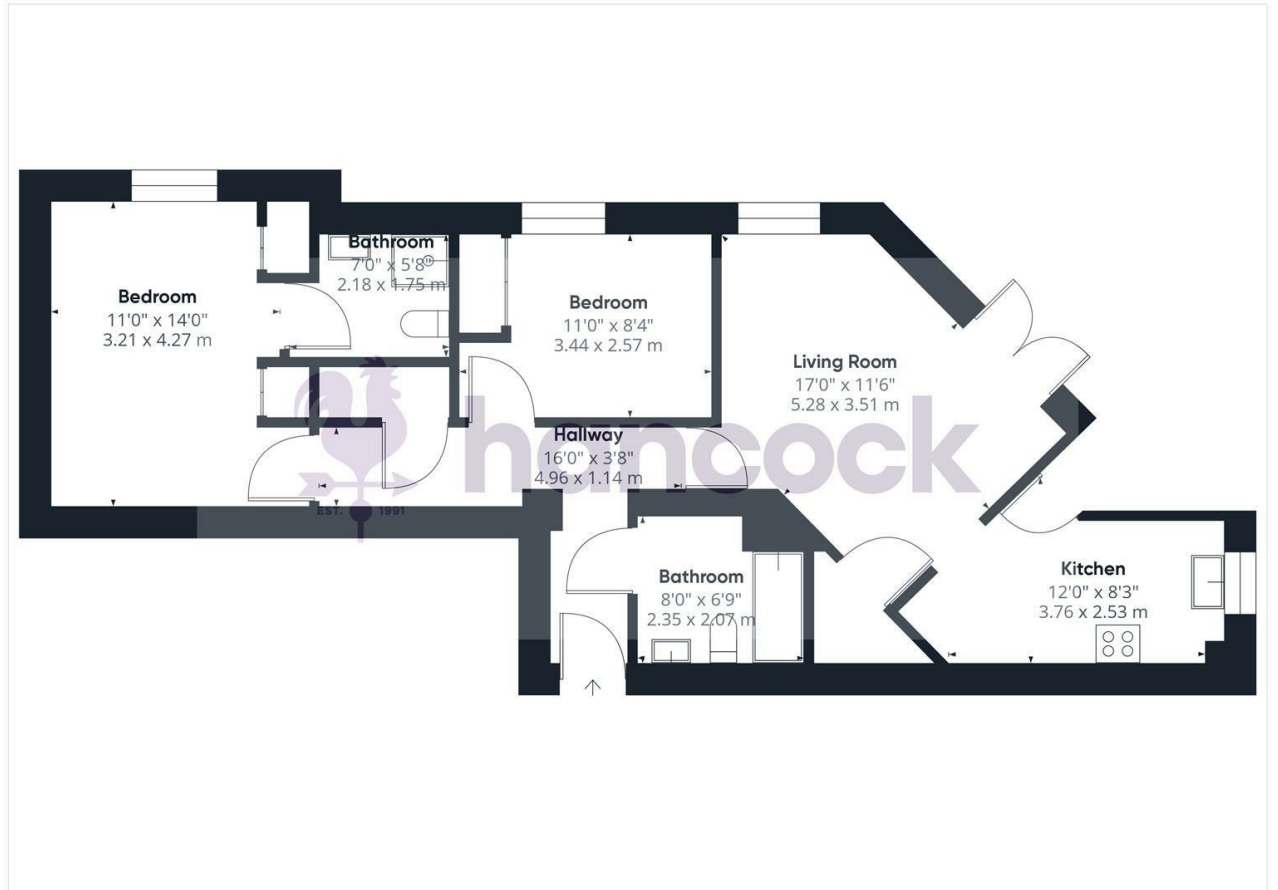 Bathroom
7'0" x 5'8"
2.18 x 1.75 m
Bedroom
11'0" x 14'0"
3.21 x 4.27 m
Bedroom
11'0" x 8'4"
3.44 x 2.57 m
Living Room
17'0" x 11'6"
5.28 x 3.51 m
Hallway
16'0" x 3'8"
4.96 x 1.14 m
hancock
EST. 1991
Bathroom
8'0" x 6'9"
2.35 x 2.07 m
Kitchen
12'0" x 8'3"
3.76 x 2.53 m